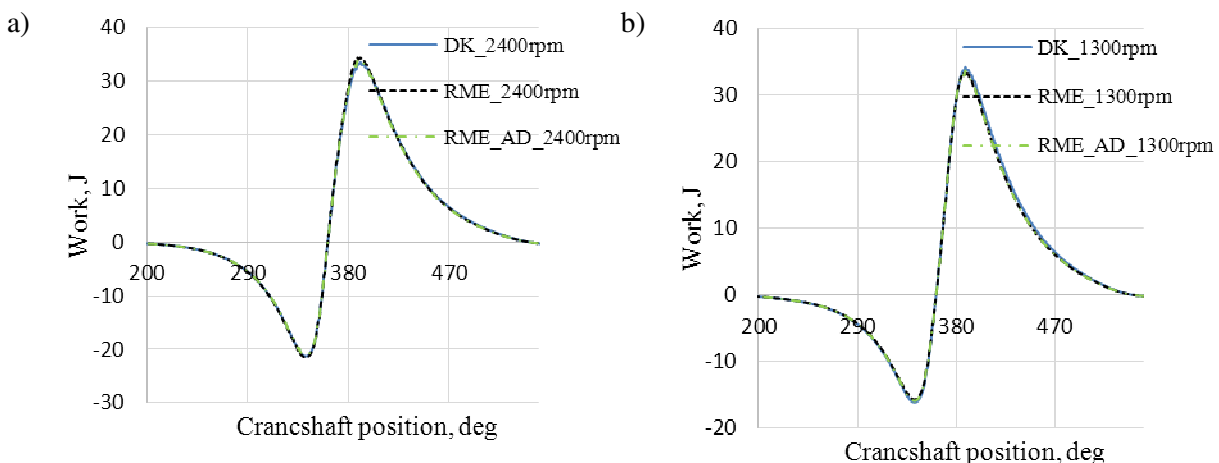 a)
40
30
20
10
0
-10
-20
-30
Work, J
200
290
380
470
Crancshaft position, deg
DK_2400rpm
RME_2400rpm
RME_AD_2400rpm
b)
40
30
20
10
0
-10
-20
Work, J
200
290
380
470
Crancshaft position, deg
DK_1300rpm
RME_1300rpm
RME_AD_1300rpm